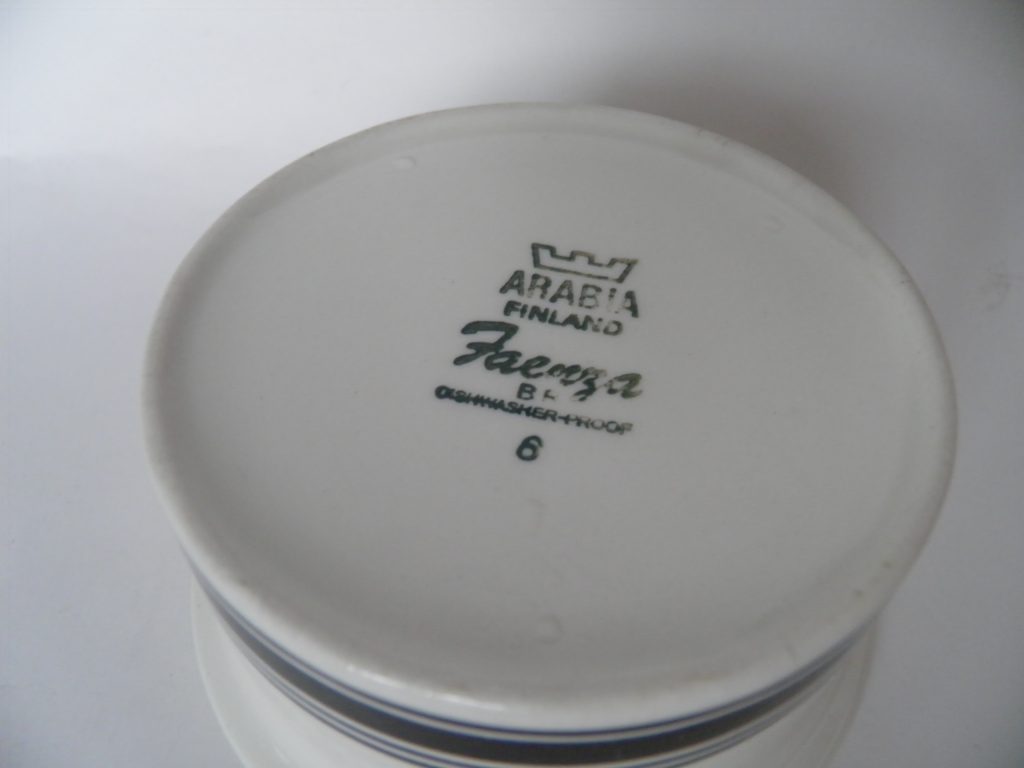 ARABIA
FINLAND
Faenza
DISHWASHER-PROOF
6